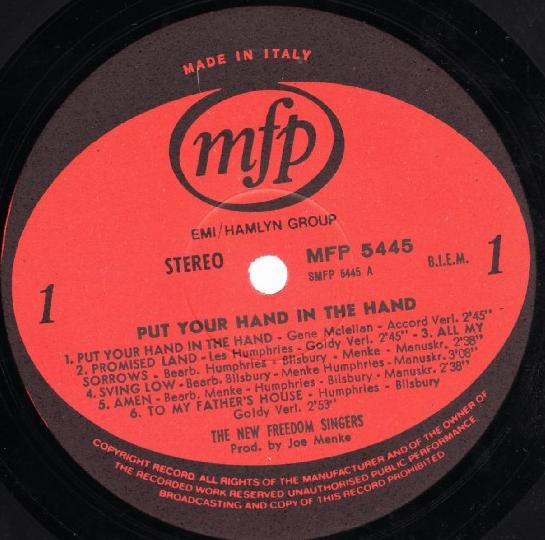 MADE IN ITALY
mfp
EMI/HAMLYN GROUP
STEREO
MFP 5445
SMFP 5445 A
B.I.E.M.
1
1
PUT YOUR HAND IN THE HAND
1. PUT YOUR HAND IN THE HAND - Gene Mclellan - Accord Verl. 2'45"
2. PROMISED LAND - Les Humphries - Goldy Verl. 2'45" - 3. ALL MY
SORROWS - Bearb. Humphries - Blisbury - Menke - Manuskr. 2'38"
4. SVING LOW - Bearb. Blisbury - Menke Humphries - Manuskr. 3'08"
5. AMEN - Bearb. Menke - Humphries - Blisbury - Manuskr. 2'38"
6. TO MY FATHER'S HOUSE - Humphries - Blisbury
Goldy Verl. 2'53"
THE NEW FREEDOM SINGERS
Prod. by Joe Menke
COPYRIGHT RECORD. ALL RIGHTS OF THE MANUFACTURER AND OF THE OWNER OF
THE RECORDED WORK RESERVED UNAUTHORISED PUBLIC PERFORMANCE
BROADCASTING AND COPY OF THIS RECORD PROHIBITED